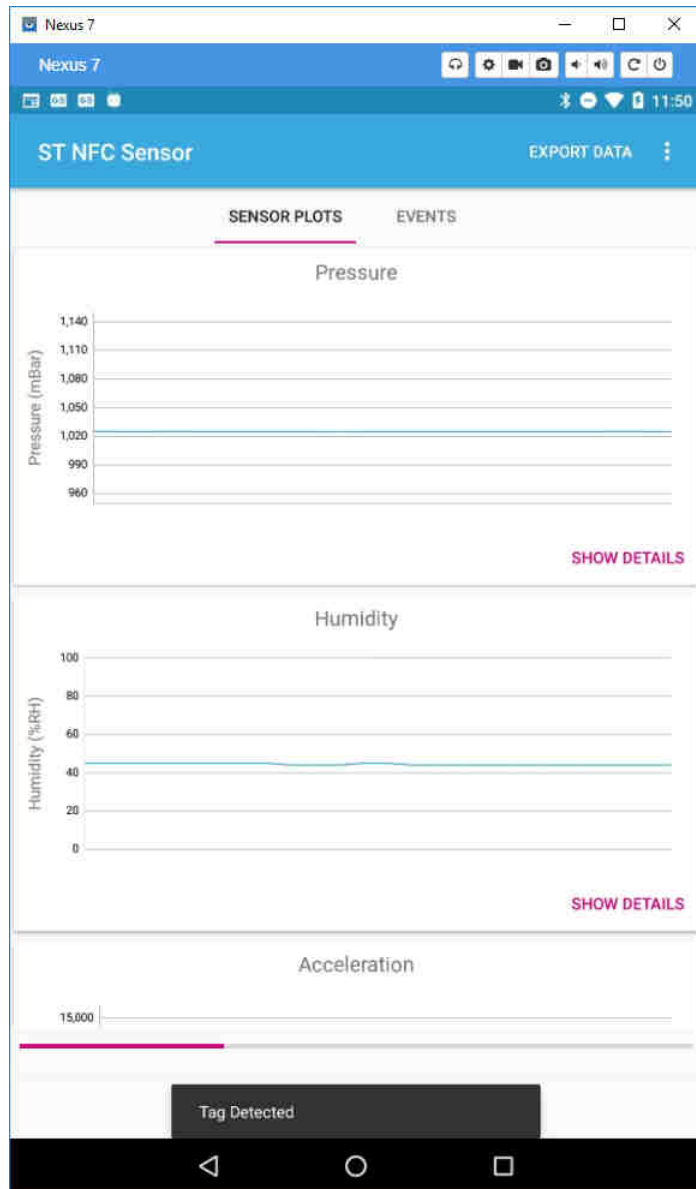 Nexus 7
Nexus 7
11:50
ST NFC Sensor
EXPORT DATA
SENSOR PLOTS
EVENTS
Pressure
1,140
1,110
1,080
1,050
1,020
990
960
Pressure (mBar)
SHOW DETAILS
Humidity
100
80
60
40
20
0
Humidity (%RH)
SHOW DETAILS
Acceleration
15,000
Tag Detected